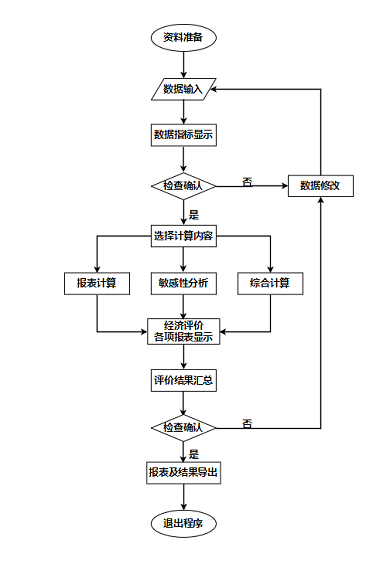 资料准备
数据输入
数据指标显示
检查确认
否
数据修改
是
选择计算内容
报表计算
敏感性分析
综合计算
经济评价
各项报表显示
评价结果汇总
检查确认
否
是
报表及结果导出
退出程序